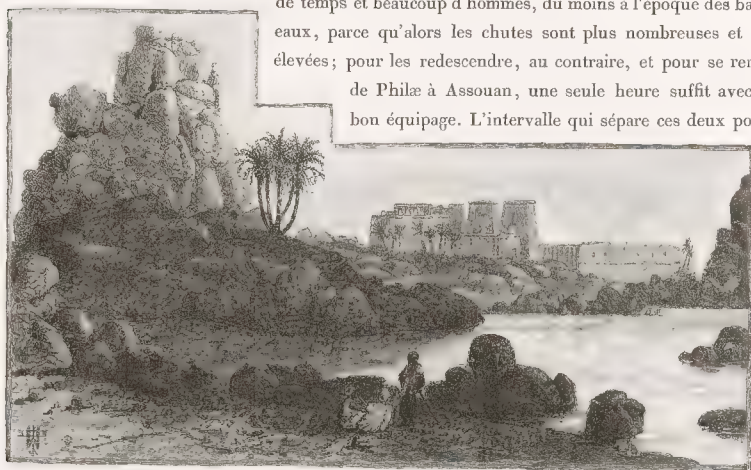 de temps et beaucoup d'hommes, du moins à l'époque des
eaux, parce qu'alors les chutes sont plus nombreuses et
élevées; pour les redescendre, au contraire, et pour se
de Philæ à Assouan, une seule heure suffit avec
bon équipage. L'intervalle qui sépare ces deux